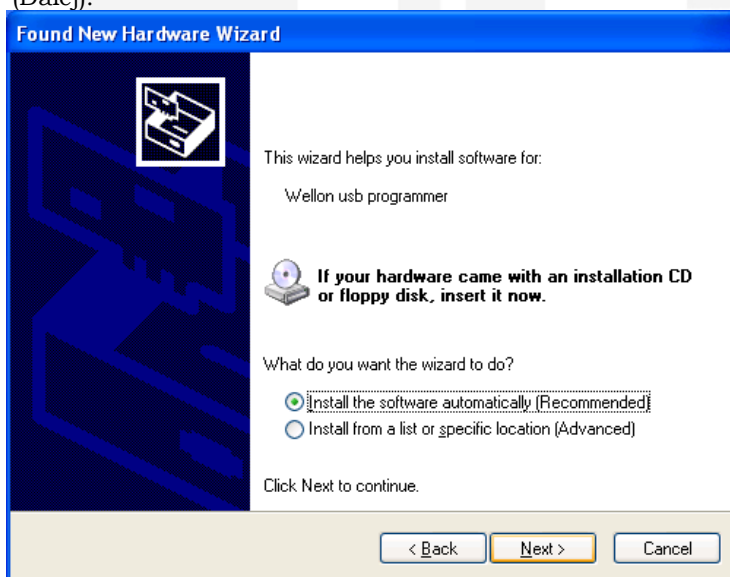 (Dalej).
Found New Hardware Wizard
This wizard helps you install software for:
Wellon usb programmer
If your hardware came with an installation CD
or floppy disk, insert it now.
What do you want the wizard to do?
Install the software automatically (Recommended)
Install from a list or specific location (Advanced)
Click Next to continue.
< Back Next > Cancel